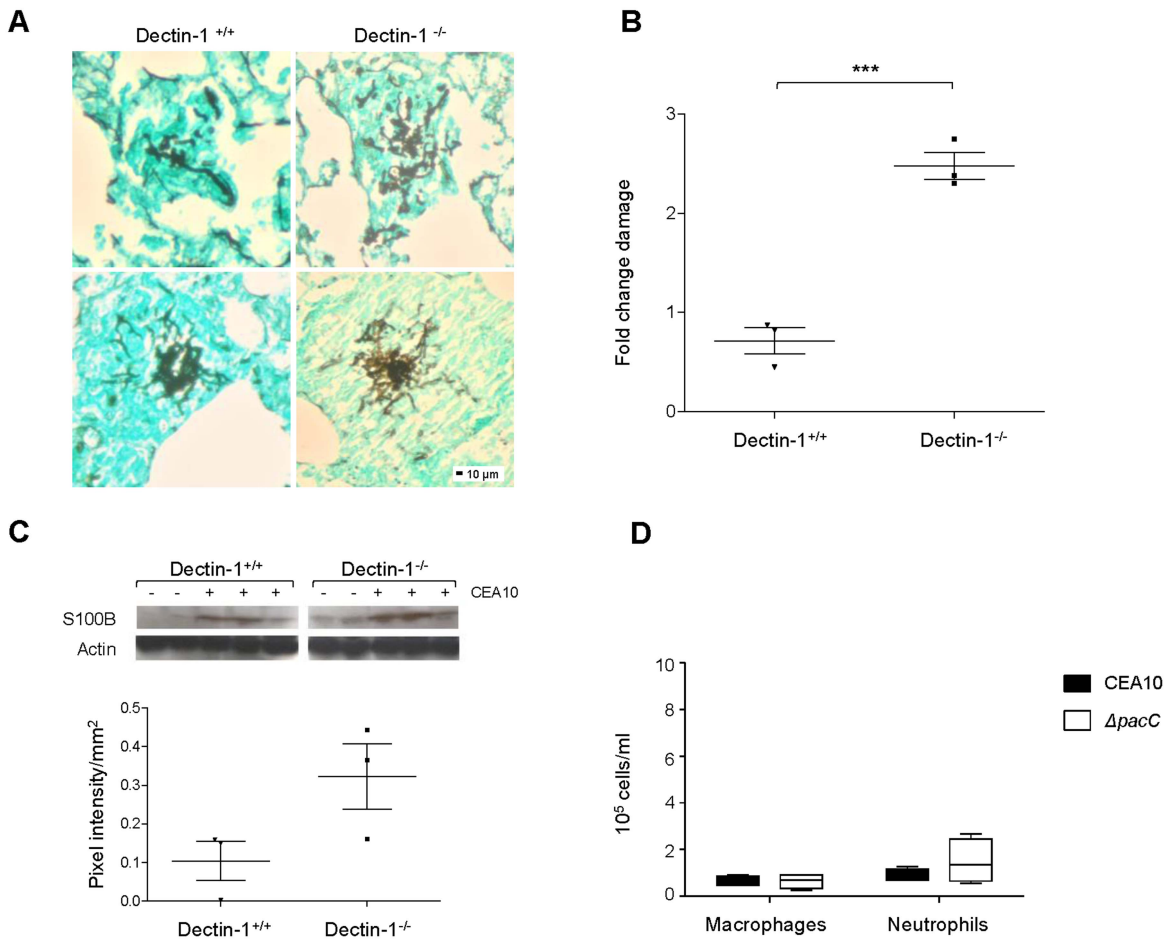 A
Dectin-1 +/+
Dectin-1 -/-
10 µm
B
***
3
2
1
0
Fold change damage
Dectin-1+/+
Dectin-1-/-
C
Dectin-1+/+
Dectin-1-/-
- - + + + - - + + + CEA10
S100B
Actin
0.5
0.4
0.3
0.2
0.1
0.0
Pixel intensity/mm2
Dectin-1+/+
Dectin-1-/-
D
10
8
6
4
2
0
10^5 cells/ml
Macrophages
Neutrophils
CEA10
ΔpacC